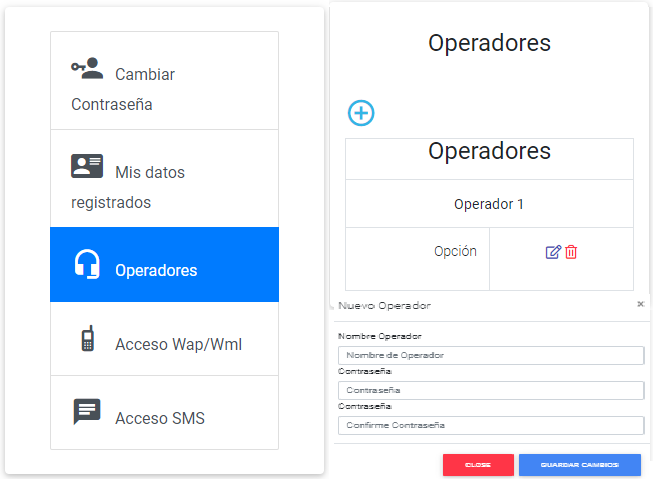 Cambiar
Contraseña
Mis datos
registrados
Operadores
Acceso Wap/Wml
Acceso SMS
Operadores
Operadores
Operador 1
Opción
Nuevo Operador
×
Nombre Operador
Nombre de Operador
Contraseña
Contraseña
Contraseña
Confirme Contraseña
CLOSE
GUARDAR CAMBIOS